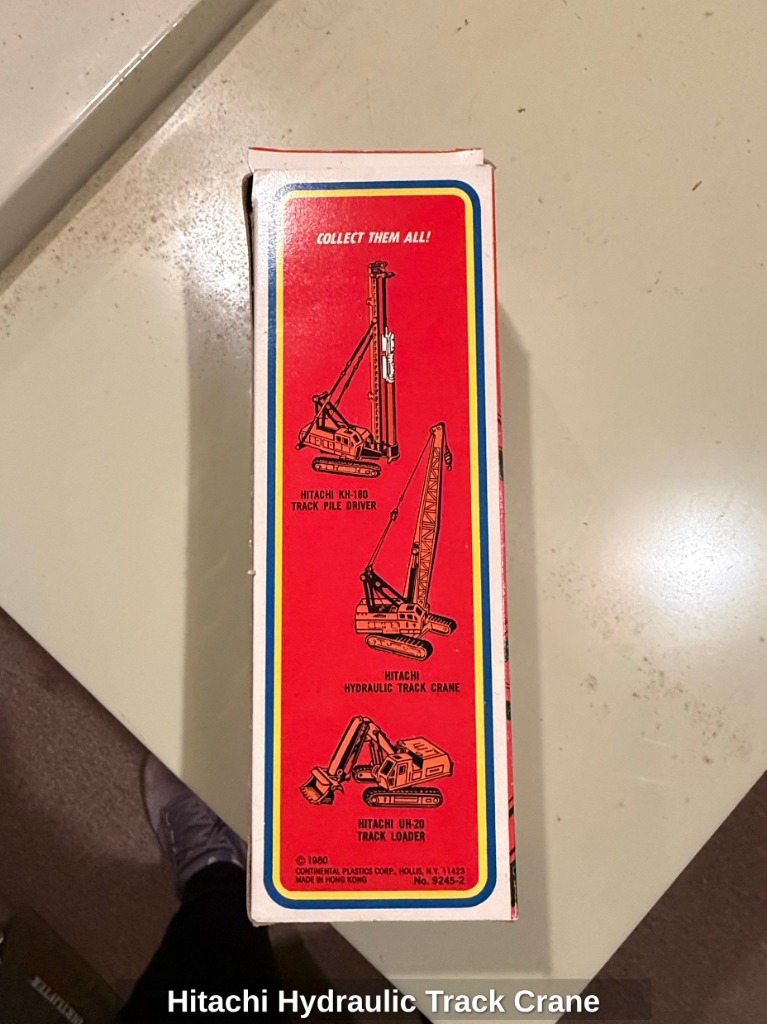 COLLECT THEM ALL!
HITACHI KH-180
TRACK PILE DRIVER
HITACHI
HYDRAULIC TRACK CRANE
HITACHI UH-20
TRACK LOADER
© 1980
CONTINENTAL PLASTICS CORP., HOLLIS, N.Y. 11423
MADE IN HONG KONG No. 9245-2
Hitachi Hydraulic Track Crane